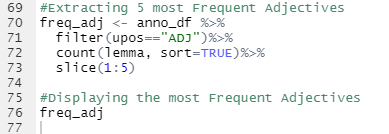 69 #Extracting 5 most Frequent Adjectives
70 freq_adj <- anno_df %>%
71 filter(upos=="ADJ")%>%
72 count(lemma, sort=TRUE)%>%
73 slice(1:5)
74
75 #Displaying the most Frequent Adjectives
76 freq_adj
77